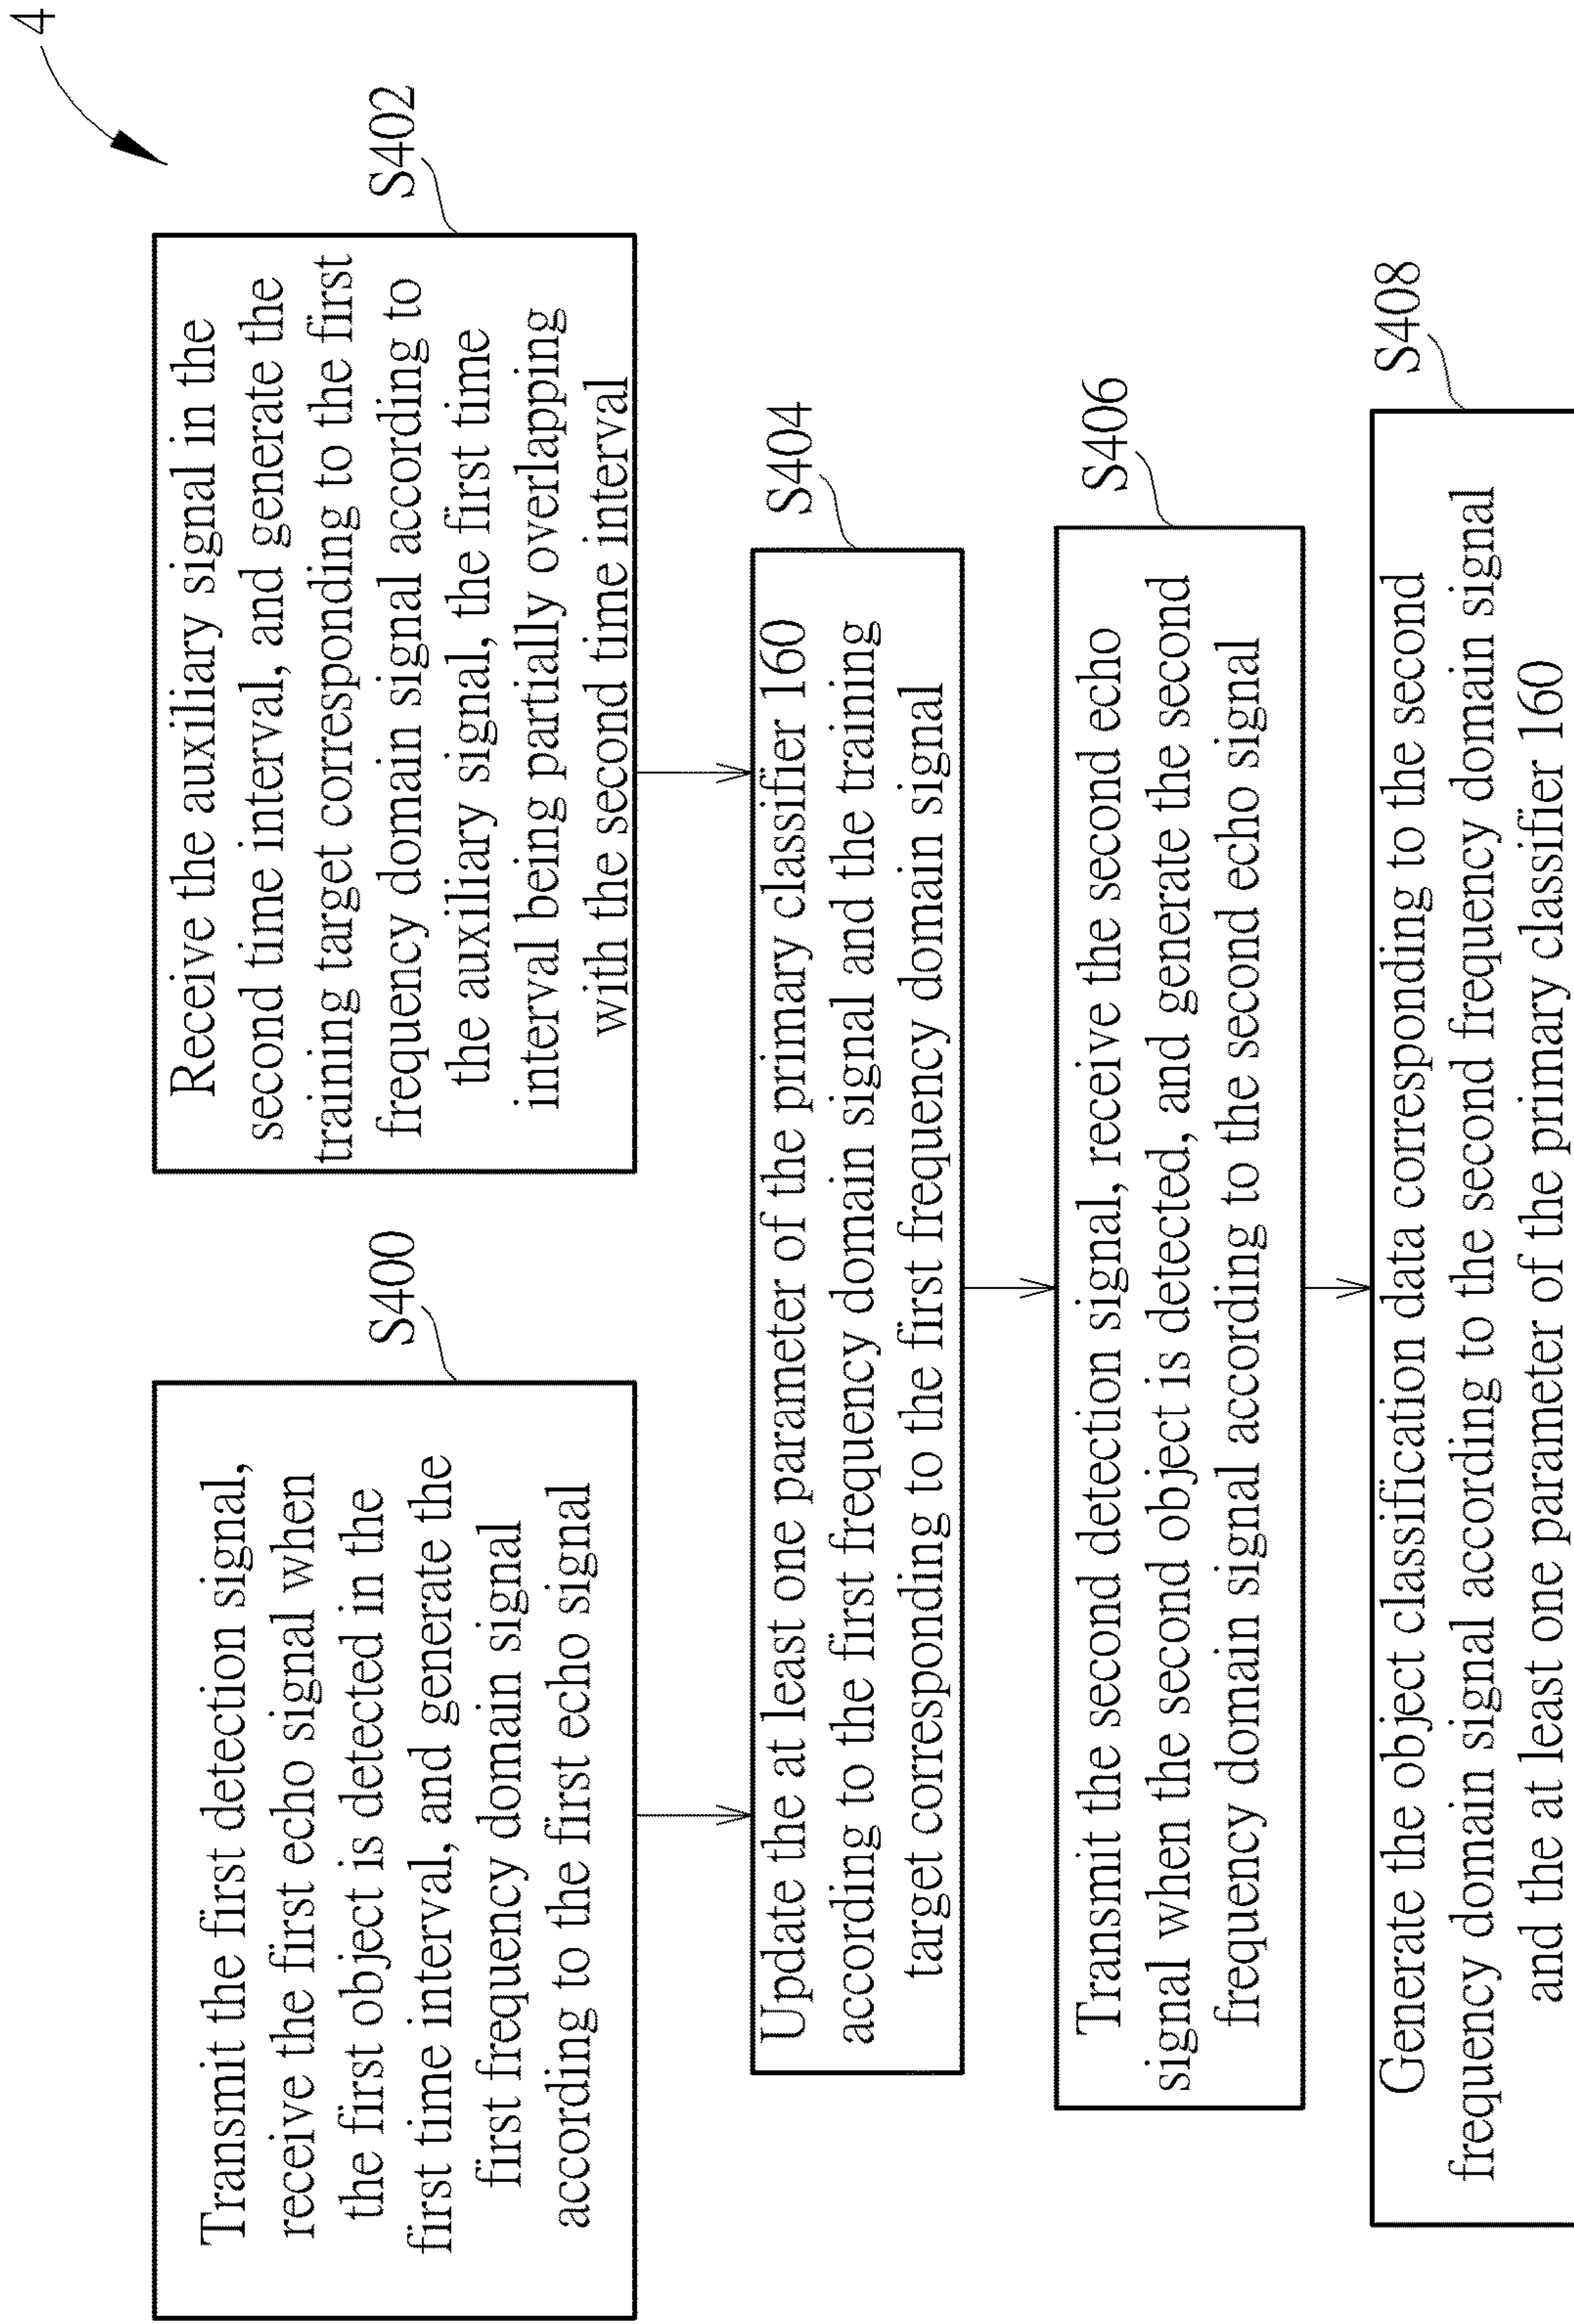 4
S400
Transmit the first detection signal,
receive the first echo signal when
the first object is detected in the
first time interval, and generate the
first frequency domain signal
according to the first echo signal
S402
Receive the auxiliary signal in the
second time interval, and generate the
training target corresponding to the first
frequency domain signal according to
the auxiliary signal, the first time
interval being partially overlapping
with the second time interval
S404
Update the at least one parameter of the primary classifier 160
according to the first frequency domain signal and the training
target corresponding to the first frequency domain signal
S406
Transmit the second detection signal, receive the second echo
signal when the second object is detected, and generate the second
frequency domain signal according to the second echo signal
S408
Generate the object classification data corresponding to the second
frequency domain signal according to the second frequency domain signal
and the at least one parameter of the primary classifier 160